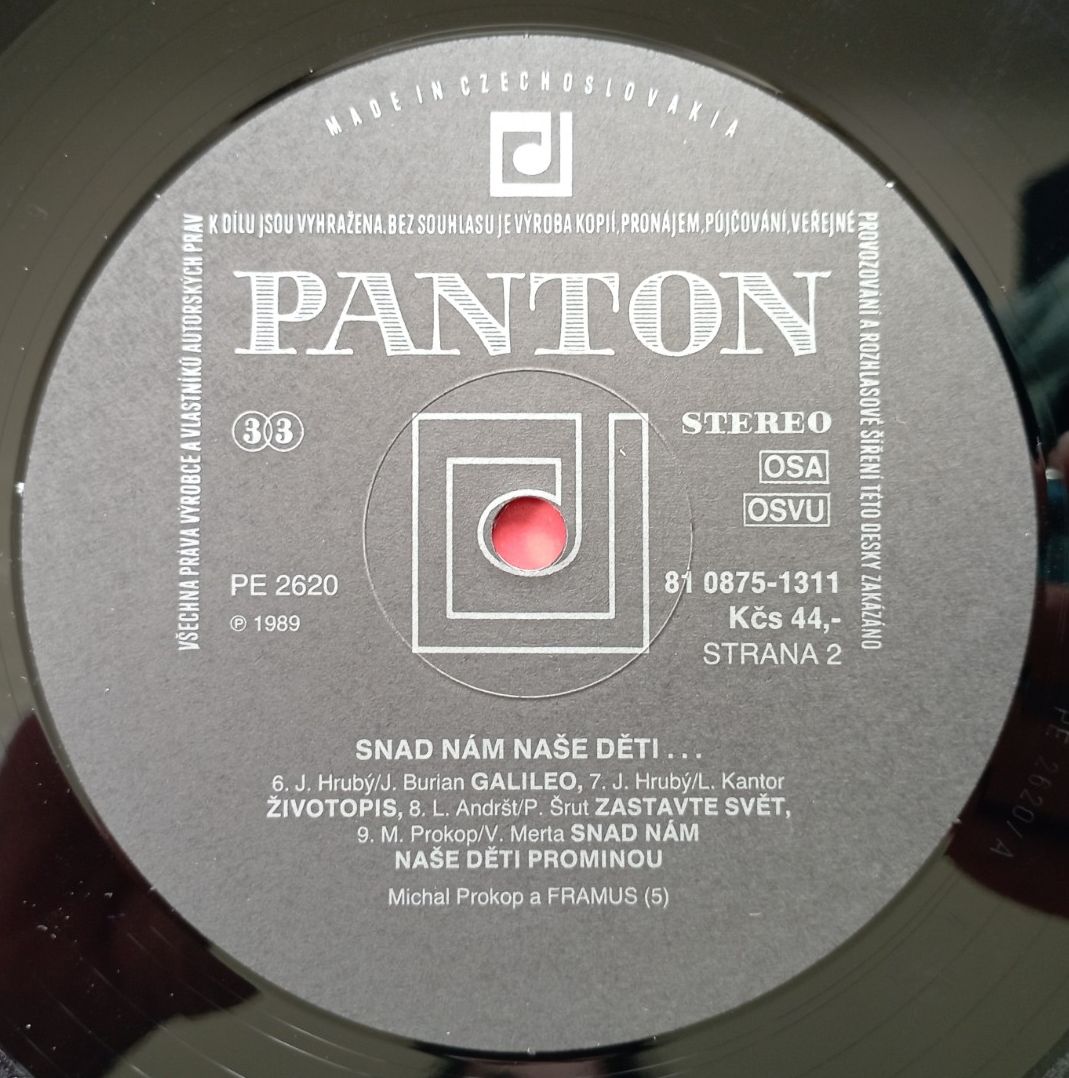 MADE IN CZECHOSLOVAKIA
VŠECHNA PRÁVA VÝROBCE A VLASTNÍKŮ AUTORSKÝCH PRÁV
K DÍLU JSOU VYHRAŽENA. BEZ SOUHLASU JE VÝROBA KOPIÍ, PRONÁJEM, PŮJČOVÁNÍ, VEŘEJNÉ
PROVOZOVÁNÍ A ROZHLASOVÉ ŠÍŘENÍ TÉTO DESKY ZAKÁZÁNO
PANTON
33
STEREO
OSA
OSVU
PE 2620
℗ 1989
81 0875-1311
Kčs 44,-
STRANA 2
SNAD NÁM NAŠE DĚTI . . .
6. J. Hrubý/J. Burian GALILEO, 7. J. Hrubý/L. Kantor
ŽIVOTOPIS, 8. L. Andršt/P. Šrut ZASTAVTE SVĚT,
9. M. Prokop/V. Merta SNAD NÁM
NAŠE DĚTI PROMINOU
Michal Prokop a FRAMUS (5)
PE 2620/A